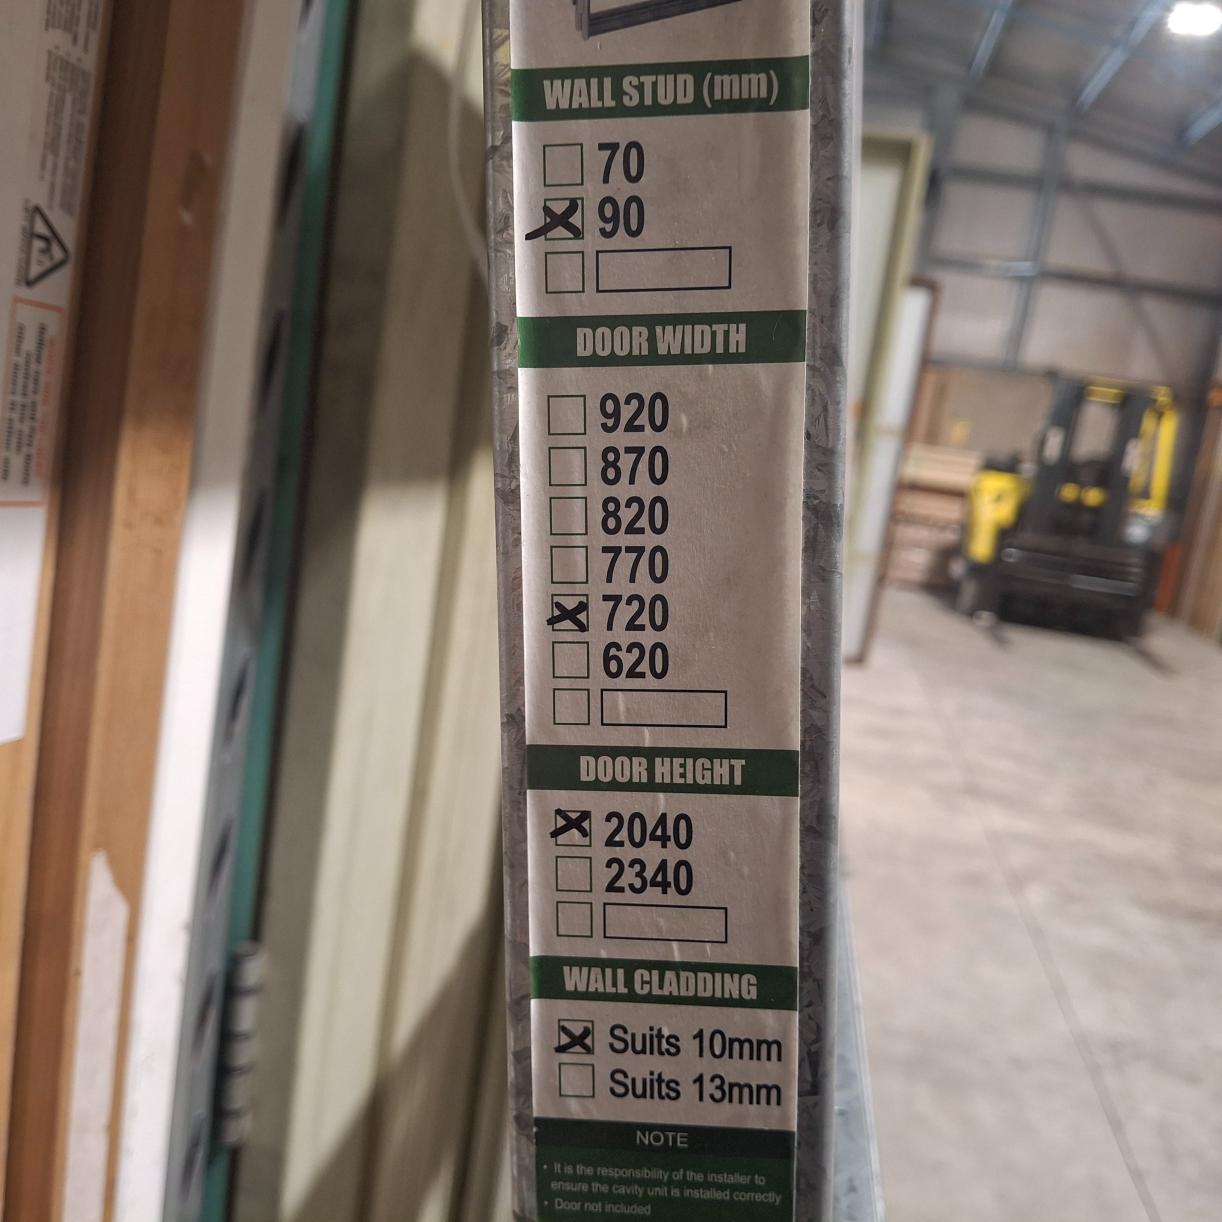 WALL STUD (mm)
70
90
DOOR WIDTH
920
870
820
770
720
620
DOOR HEIGHT
2040
2340
WALL CLADDING
Suits 10mm
Suits 13mm
NOTE
• It is the responsibility of the installer to
ensure the cavity unit is installed correctly
• Door not included